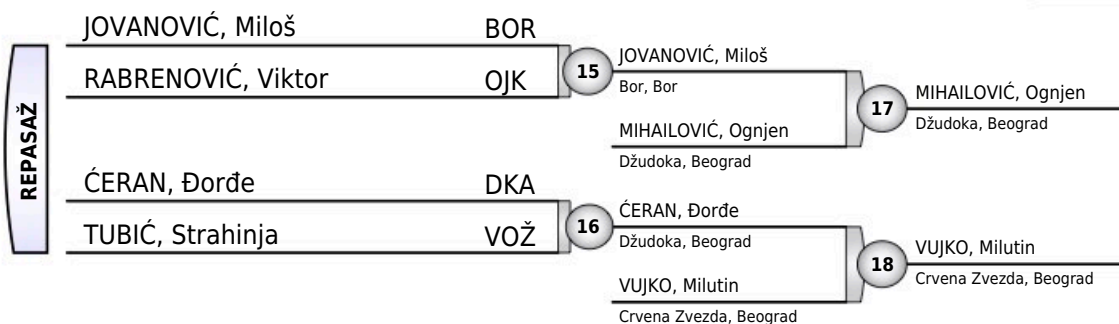 REPASAŽ
JOVANOVIĆ, Miloš BOR
RABRENOVIĆ, Viktor OJK
15
JOVANOVIĆ, Miloš
Bor, Bor
MIHAILOVIĆ, Ognjen
Džudoka, Beograd
17
MIHAILOVIĆ, Ognjen
Džudoka, Beograd
ĆERAN, Đorđe DKA
TUBIĆ, Strahinja VOŽ
16
ĆERAN, Đorđe
Džudoka, Beograd
VUJKO, Milutin
Crvena Zvezda, Beograd
18
VUJKO, Milutin
Crvena Zvezda, Beograd